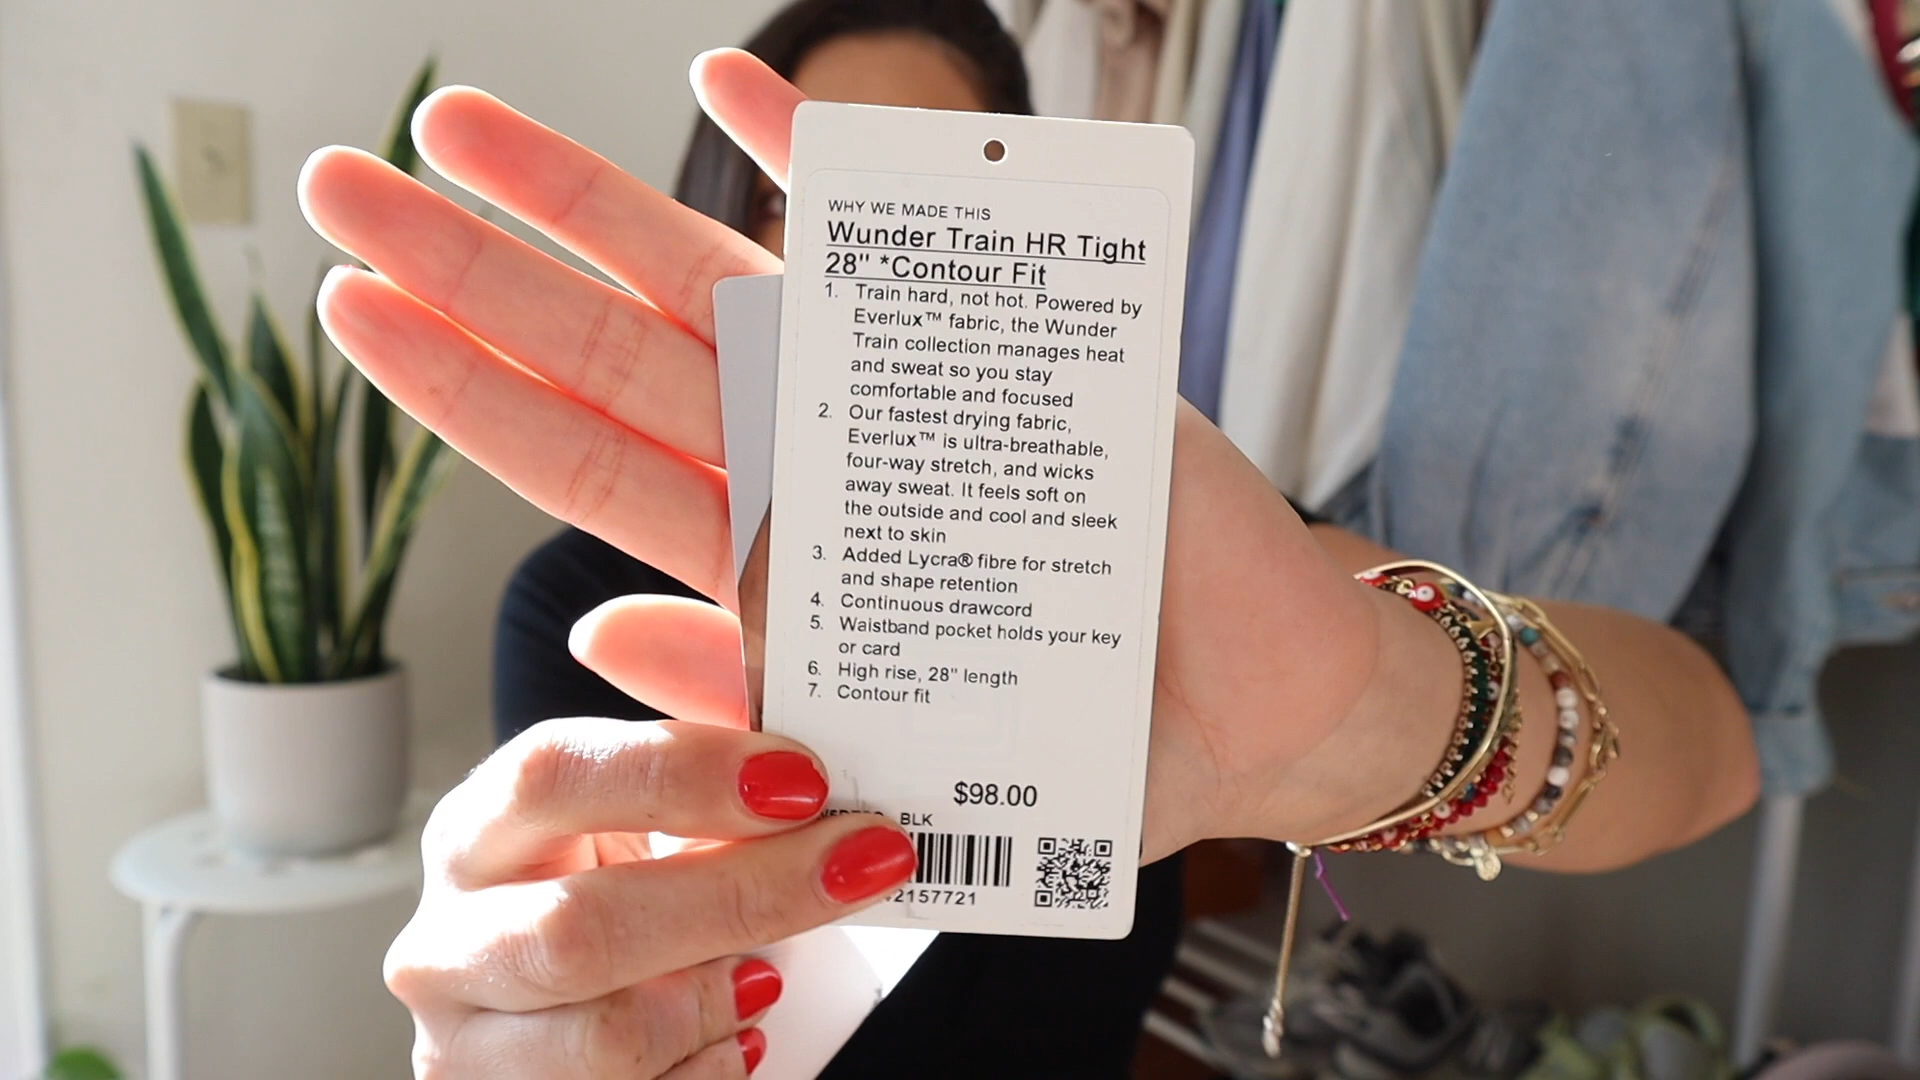 WHY WE MADE THIS
Wunder Train HR Tight
28" *Contour Fit
1. Train hard, not hot. Powered by
Everlux™ fabric, the Wunder
Train collection manages heat
and sweat so you stay
comfortable and focused
2. Our fastest drying fabric,
Everlux™ is ultra-breathable,
four-way stretch, and wicks
away sweat. It feels soft on
the outside and cool and sleek
next to skin
3. Added Lycra® fibre for stretch
and shape retention
4. Continuous drawcord
5. Waistband pocket holds your key
or card
6. High rise, 28" length
7. Contour fit
$98.00
BLK
2157721